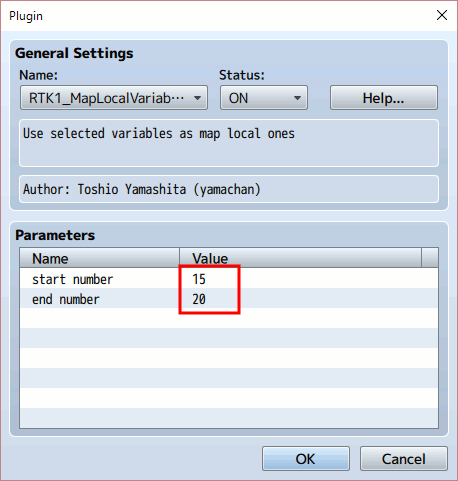 Plugin
General Settings
Name:
Status:
RTK1_MapLocalVariab⋯
ON
Help...
Use selected variables as map local ones
Author: Toshio Yamashita (yamachan)
Parameters
Name Value
start number 15
end number 20
OK
Cancel